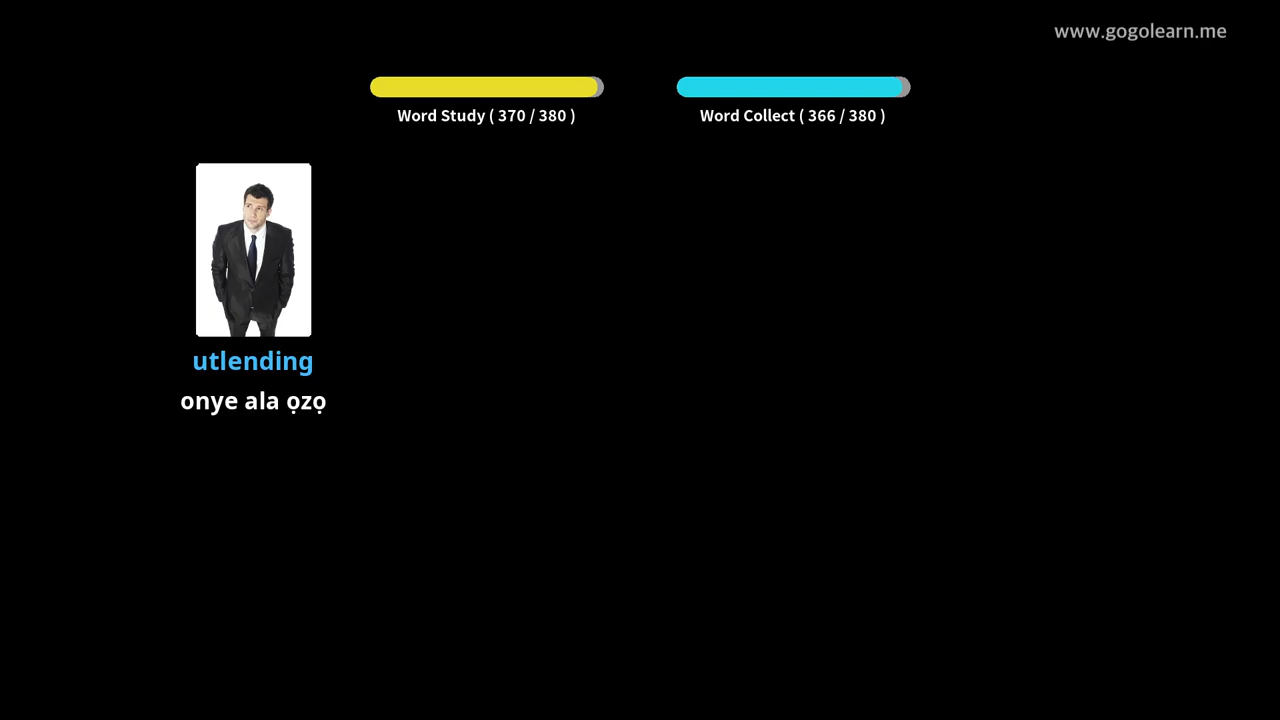 www.gogolearn.me
Word Study ( 370 / 380 )
Word Collect ( 366 / 380 )
utlending
onye ala ọzọ